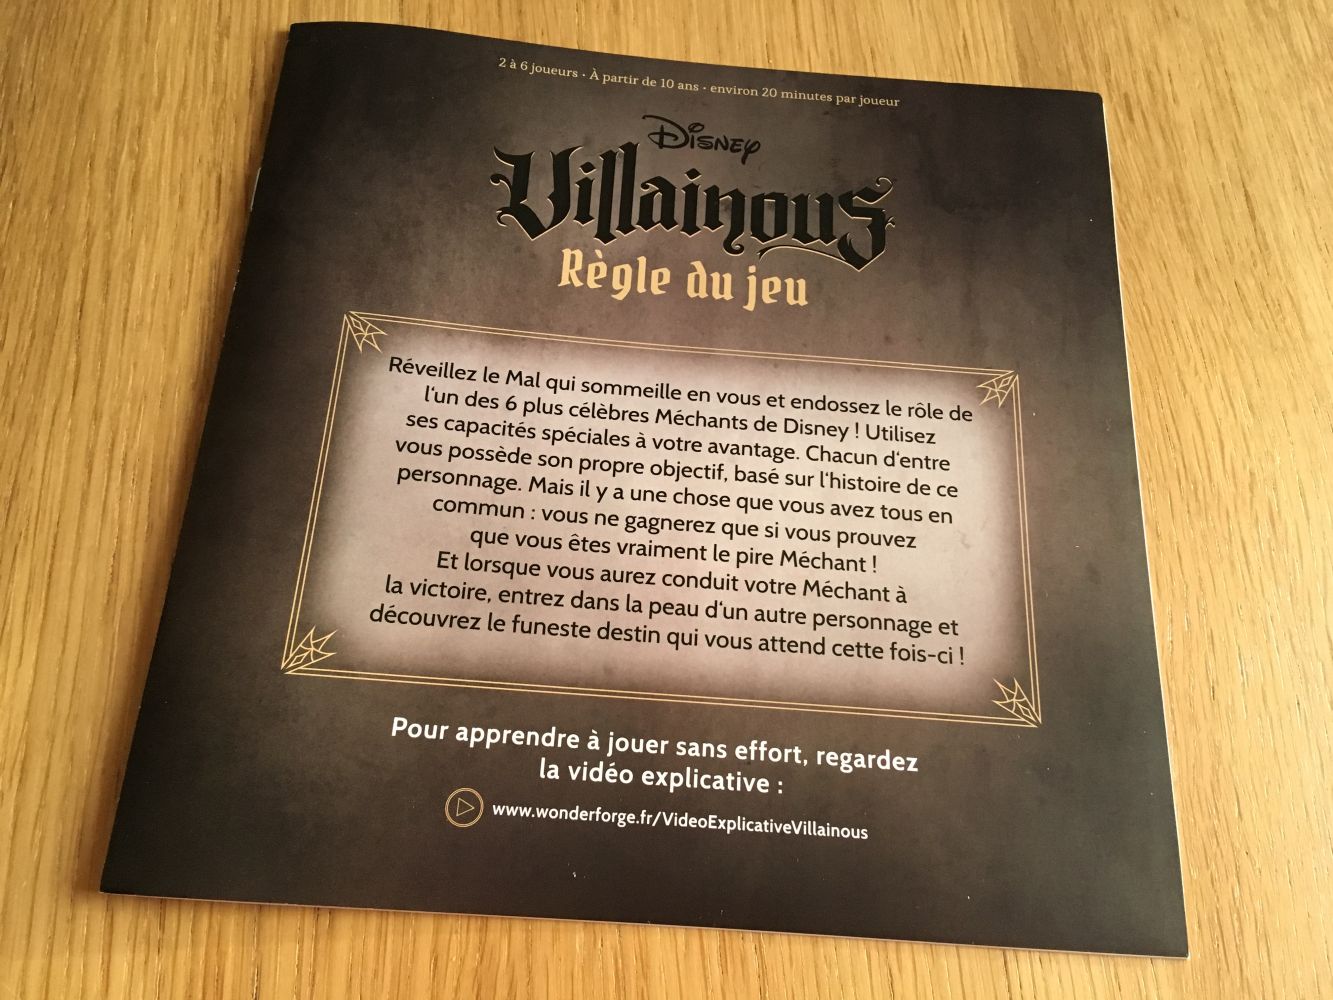 2 à 6 joueurs · À partir de 10 ans · environ 20 minutes par joueur
Disney
Villainous
Règle du jeu
Réveillez le Mal qui sommeille en vous et endossez le rôle de
l‘un des 6 plus célèbres Méchants de Disney ! Utilisez
ses capacités spéciales à votre avantage. Chacun d‘entre
vous possède son propre objectif, basé sur l‘histoire de ce
personnage. Mais il y a une chose que vous avez tous en
commun : vous ne gagnerez que si vous prouvez
que vous êtes vraiment le pire Méchant !
Et lorsque vous aurez conduit votre Méchant à
la victoire, entrez dans la peau d‘un autre personnage et
découvrez le funeste destin qui vous attend cette fois-ci !
Pour apprendre à jouer sans effort, regardez
la vidéo explicative :
www.wonderforge.fr/VideoExplicativeVillainous